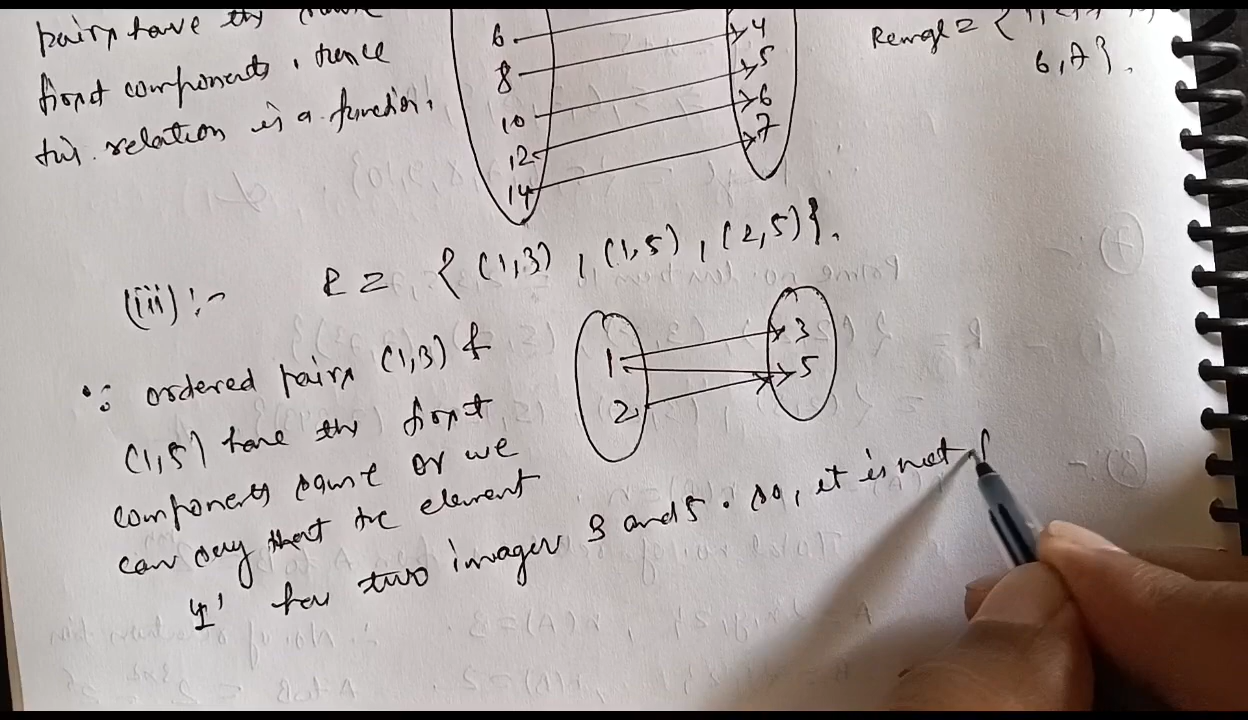 pairs have the same
first components, hence
this relation is a function.
6
8
10
12
14
4
5
6
7
Range =
6, 7}.
(iii) :- R = { (1,3) , (1,5) , (2,5) }.
∵ ordered pairs (1,3) &
(1,5) have the first
components same or we
can say that the element
'1' has two images 3 and 5. so, it is not f
1
2
3
5